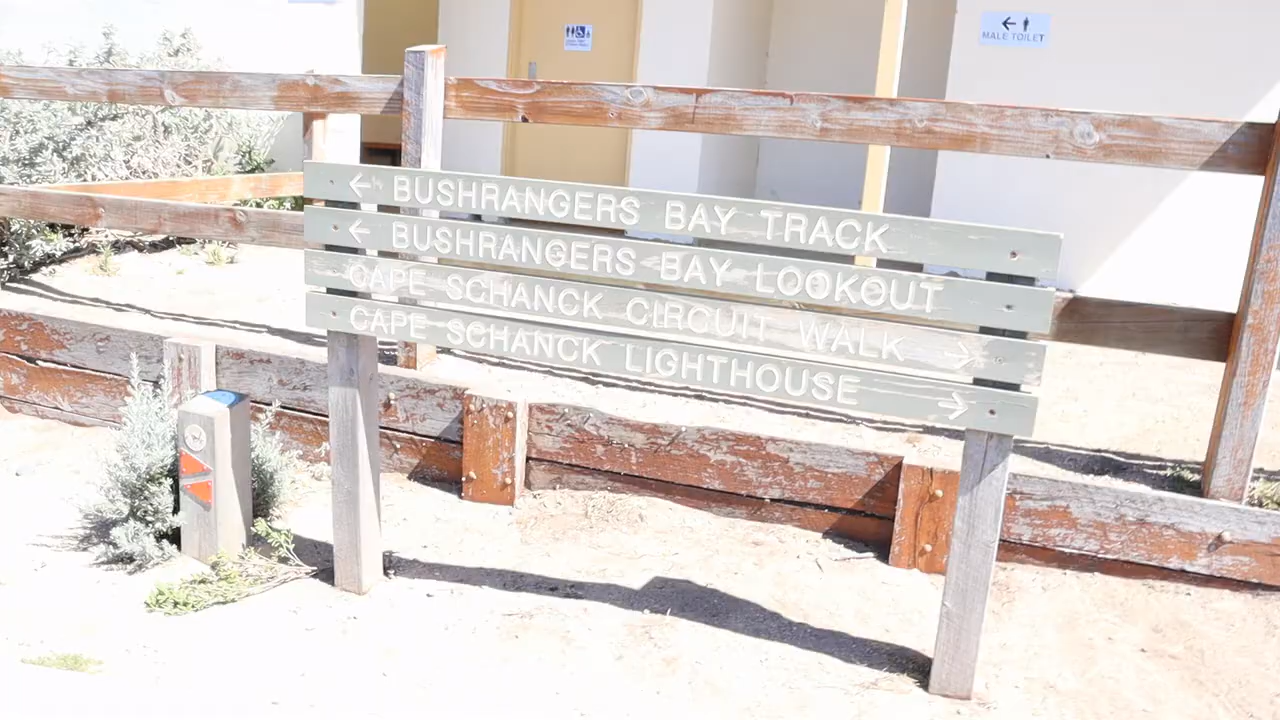 MALE TOILET
← BUSHRANGERS BAY TRACK
← BUSHRANGERS BAY LOOKOUT
CAPE SCHANCK CIRCUIT WALK →
CAPE SCHANCK LIGHTHOUSE →